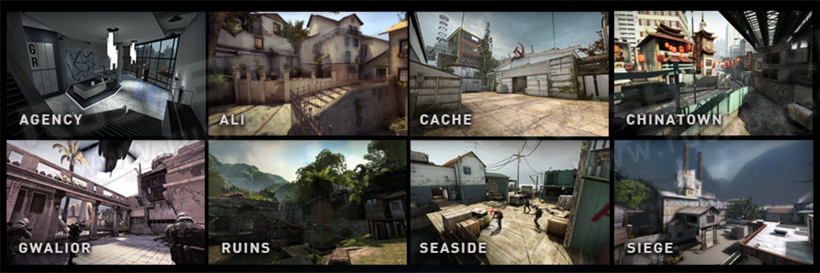 AGENCY
ALI
CACHE
CHINATOWN
GWALIOR
RUINS
SEASIDE
SIEGE